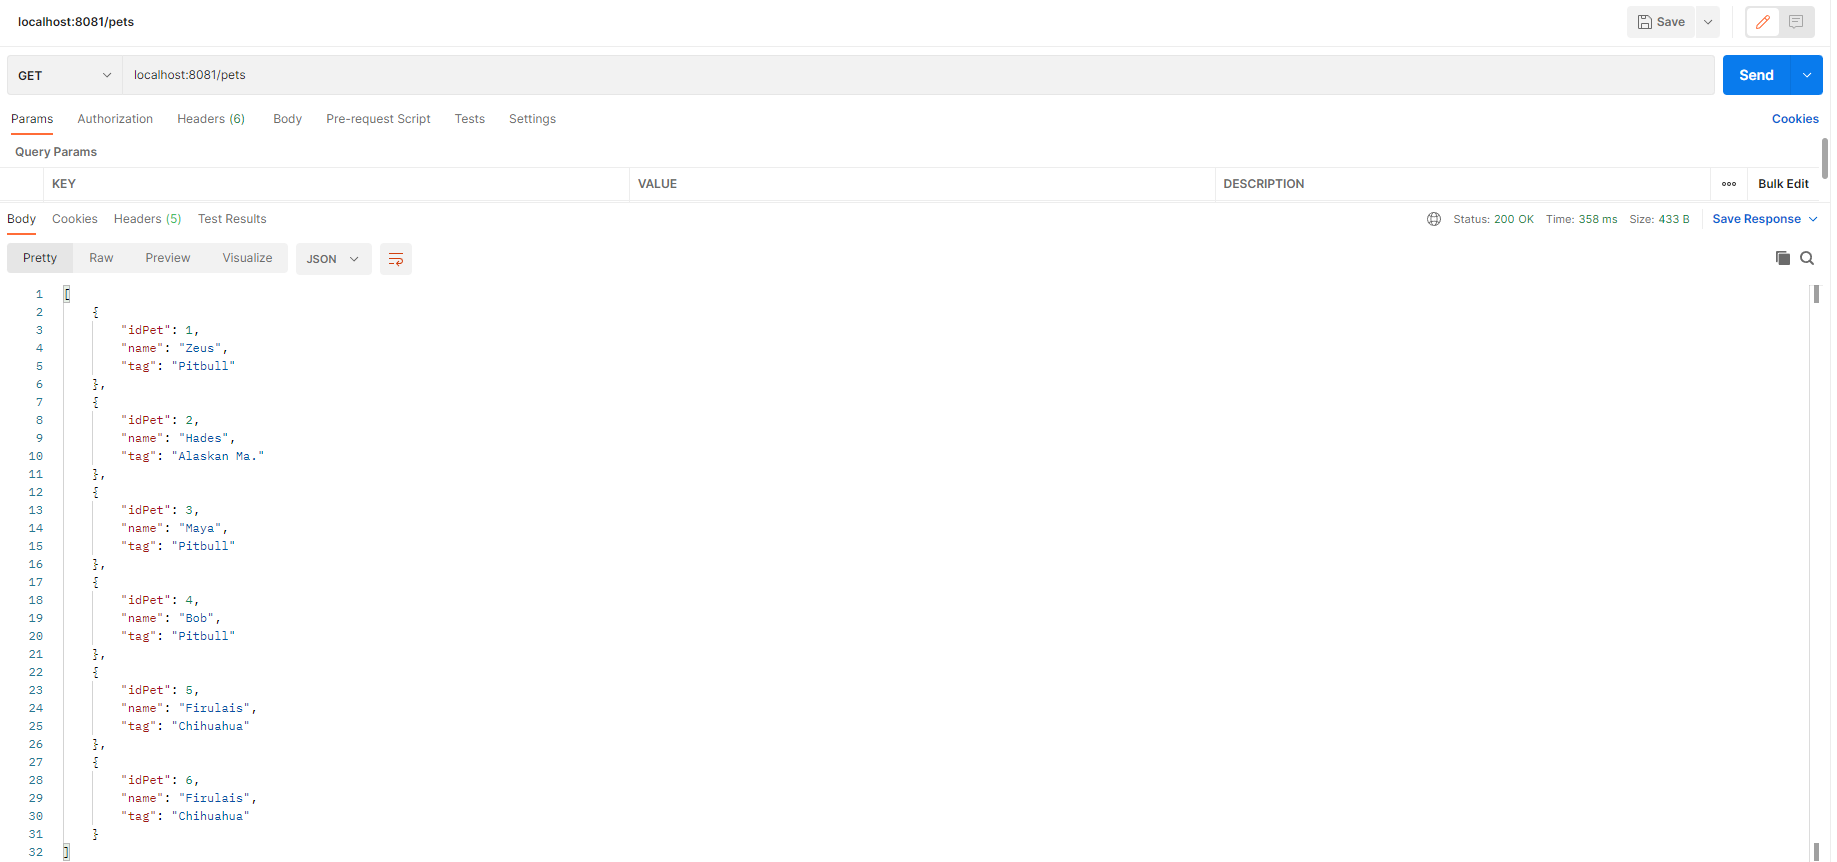 localhost:8081/pets
Save
GET localhost:8081/pets Send
Params Authorization Headers (6) Body Pre-request Script Tests Settings Cookies
Query Params
KEY VALUE DESCRIPTION ooo Bulk Edit
Body Cookies Headers (5) Test Results Status: 200 OK Time: 358 ms Size: 433 B Save Response
Pretty Raw Preview Visualize JSON
1 [
2 {
3 "idPet": 1,
4 "name": "Zeus",
5 "tag": "Pitbull"
6 },
7 {
8 "idPet": 2,
9 "name": "Hades",
10 "tag": "Alaskan Ma."
11 },
12 {
13 "idPet": 3,
14 "name": "Maya",
15 "tag": "Pitbull"
16 },
17 {
18 "idPet": 4,
19 "name": "Bob",
20 "tag": "Pitbull"
21 },
22 {
23 "idPet": 5,
24 "name": "Firulais",
25 "tag": "Chihuahua"
26 },
27 {
28 "idPet": 6,
29 "name": "Firulais",
30 "tag": "Chihuahua"
31 }
32 ]